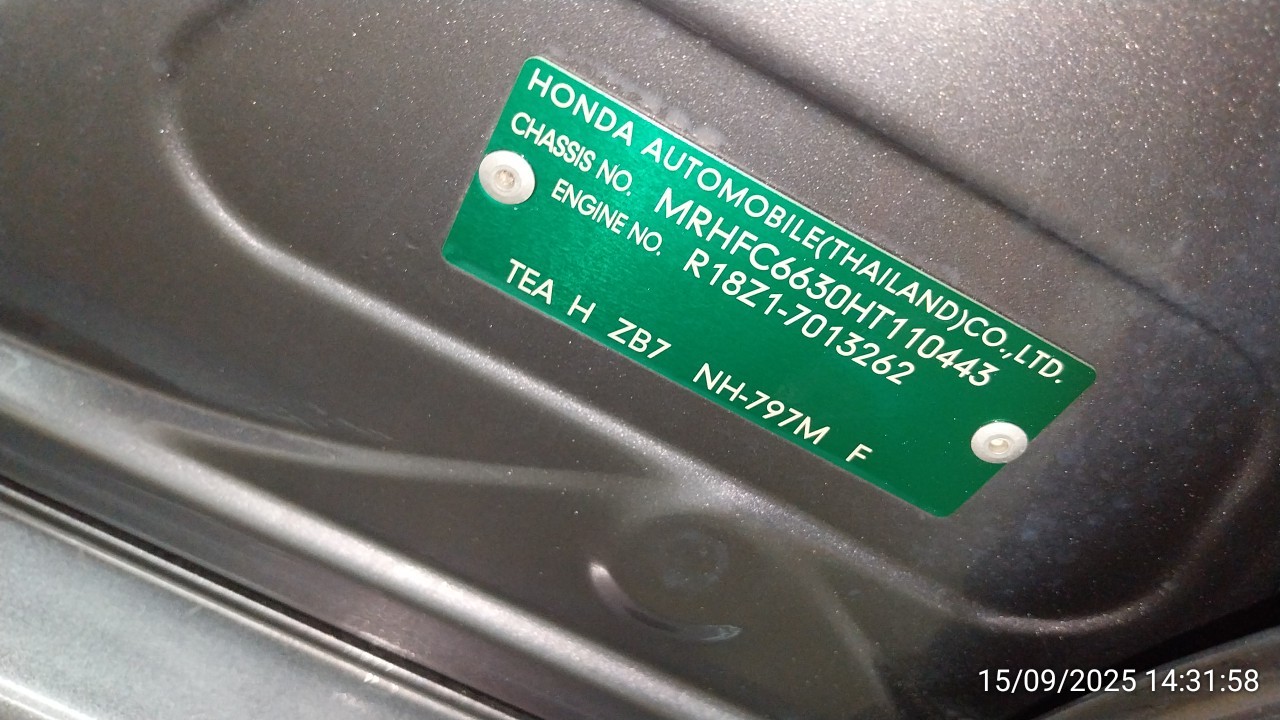 HONDA AUTOMOBILE(THAILAND)CO.,LTD.
CHASSIS NO. MRHFC6630HT110443
ENGINE NO. R18Z1-7013262
TEA H ZB7 NH-797M F
15/09/2025 14:31:58